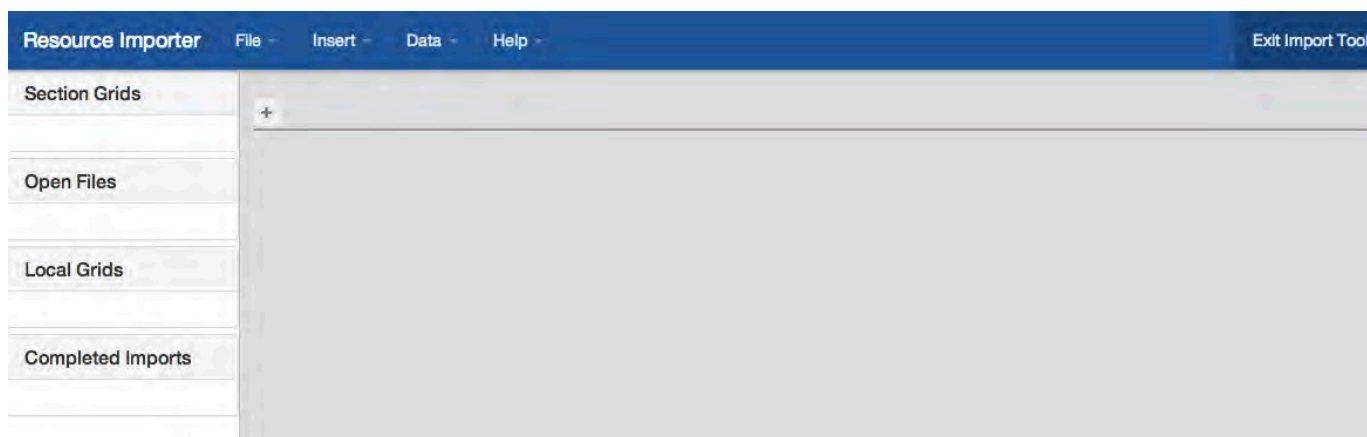 Resource Importer File Insert Data Help Exit Import Tool
Section Grids
+
Open Files
Local Grids
Completed Imports